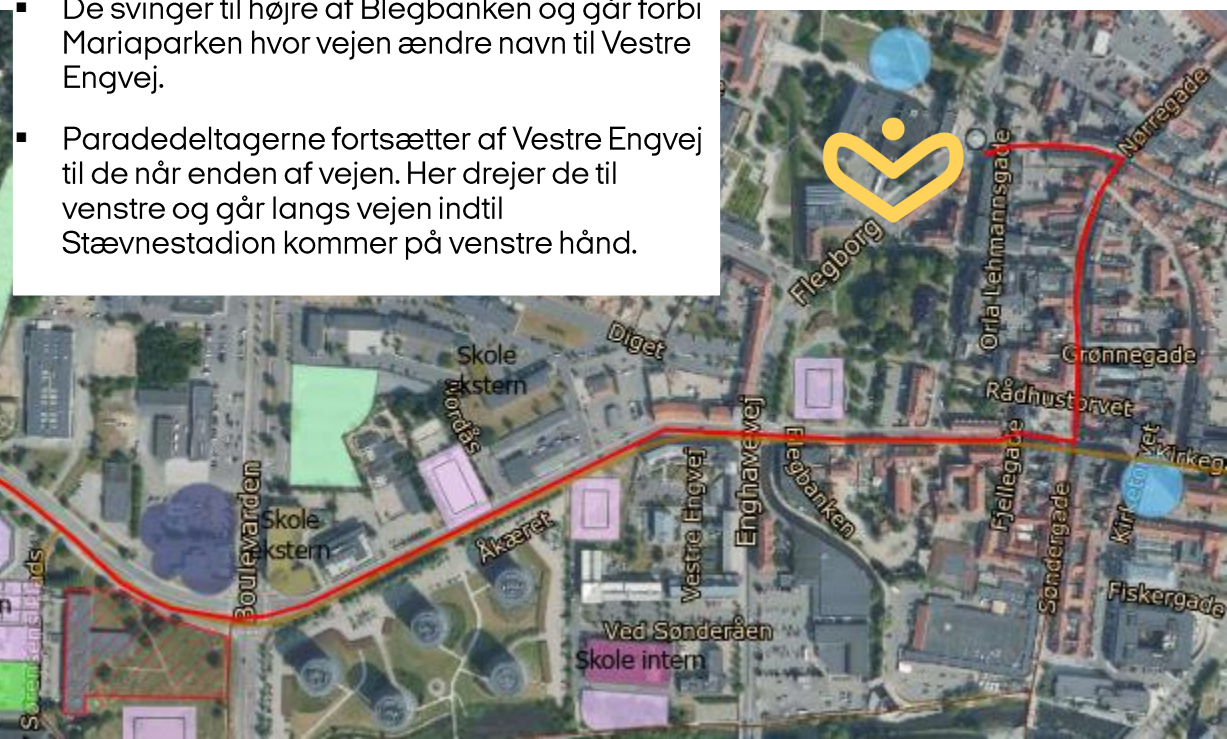 De svinger til højre af Blegbanken og går forbi
Mariaparken hvor vejen ændre navn til Vestre
Engvej.
Paradedeltagerne fortsætter af Vestre Engvej
til de når enden af vejen. Her drejer de til
venstre og går langs vejen indtil
Stævnestadion kommer på venstre hånd.
Nørregade
Orla Lehmannsgade
Flegborg
Diget
Grønnegade
Skole
ekstern
Rådhustorvet
Enghavevej
Blegbanken
Fjellegade
Kirkeg
Vestre Engvej
Søndergade
Boulevarden
Skole
ekstern
Åkæret
Fiskergade
Ved Sønderåen
Skole intern